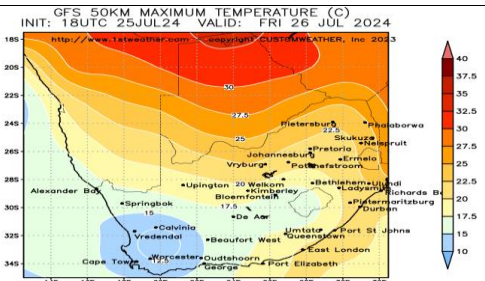 GFS 50KM MAXIMUM TEMPERATURE (C)
INIT: 18UTC 25JUL24 VALID: FRI 26 JUL 2024
http://www.1stweather.com copyright CUSTOMWEATHER, Inc 2023
18S
20S
22S
24S
26S
28S
30S
32S
34S
30
27.5
25
22.5
20
17.5
15
12.5
Pietersburg
Phalaborwa
Skukuza
Nelspruit
Pretoria
Johannesburg
Ermelo
Vryburg
Potchefstroom
Upington
Welkom
Bethlehem
Ulundi
Kimberley
Ladysmith
Alexander Bay
Bloemfontein
Richards Ba
Springbok
Pietermaritzburg
Durban
De Aar
Calvinia
Umtata
Port St Johns
Vredendal
Queenstown
Beaufort West
East London
Worcester
Oudtshoorn
Cape Town
George
Port Elizabeth
40
37.5
35
32.5
30
27.5
25
22.5
20
17.5
15
12.5
10